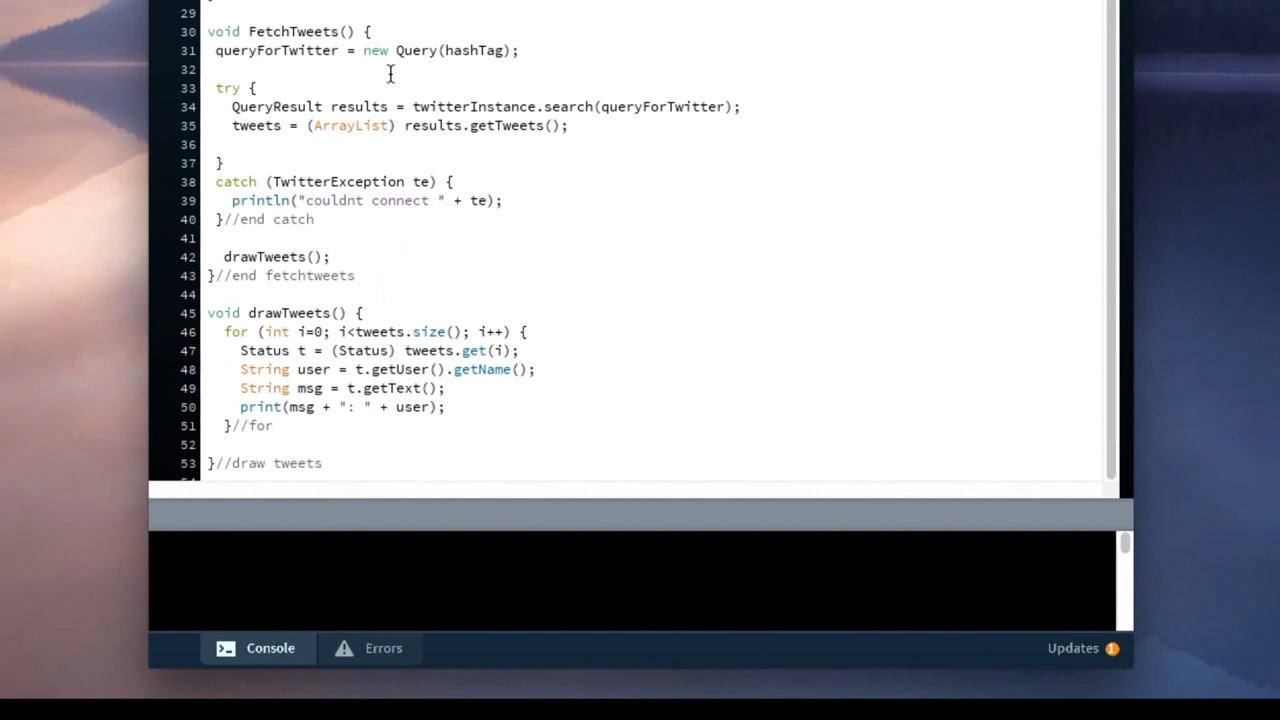 29
30 void FetchTweets() {
31 queryForTwitter = new Query(hashTag);
32
33 try {
34 QueryResult results = twitterInstance.search(queryForTwitter);
35 tweets = (ArrayList) results.getTweets();
36
37 }
38 catch (TwitterException te) {
39 println("couldnt connect " + te);
40 }//end catch
41
42 drawTweets();
43 }//end fetchtweets
44
45 void drawTweets() {
46 for (int i=0; i<tweets.size(); i++) {
47 Status t = (Status) tweets.get(i);
48 String user = t.getUser().getName();
49 String msg = t.getText();
50 print(msg + ": " + user);
51 }//for
52
53 }//draw tweets
Console Errors Updates 1